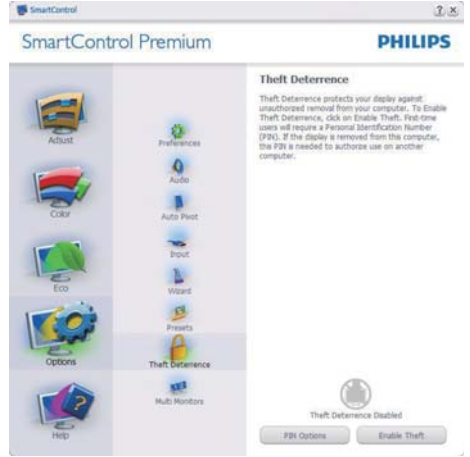 SmartControl
SmartControl Premium
PHILIPS
Adjust
Color
Eco
Options
Help
Preferences
Audio
Auto Pivot
Input
Wizard
Presets
Theft Deterrence
Multi Monitors
Theft Deterrence
Theft Deterrence protects your display against
unauthorized removal from your computer. To Enable
Theft Deterrence, click on Enable Theft. First-time
users will require a Personal Identification Number
(PIN). If the display is removed from this computer,
the PIN is needed to authorize use on another
computer.
Theft Deterrence Disabled
PIN Options
Enable Theft